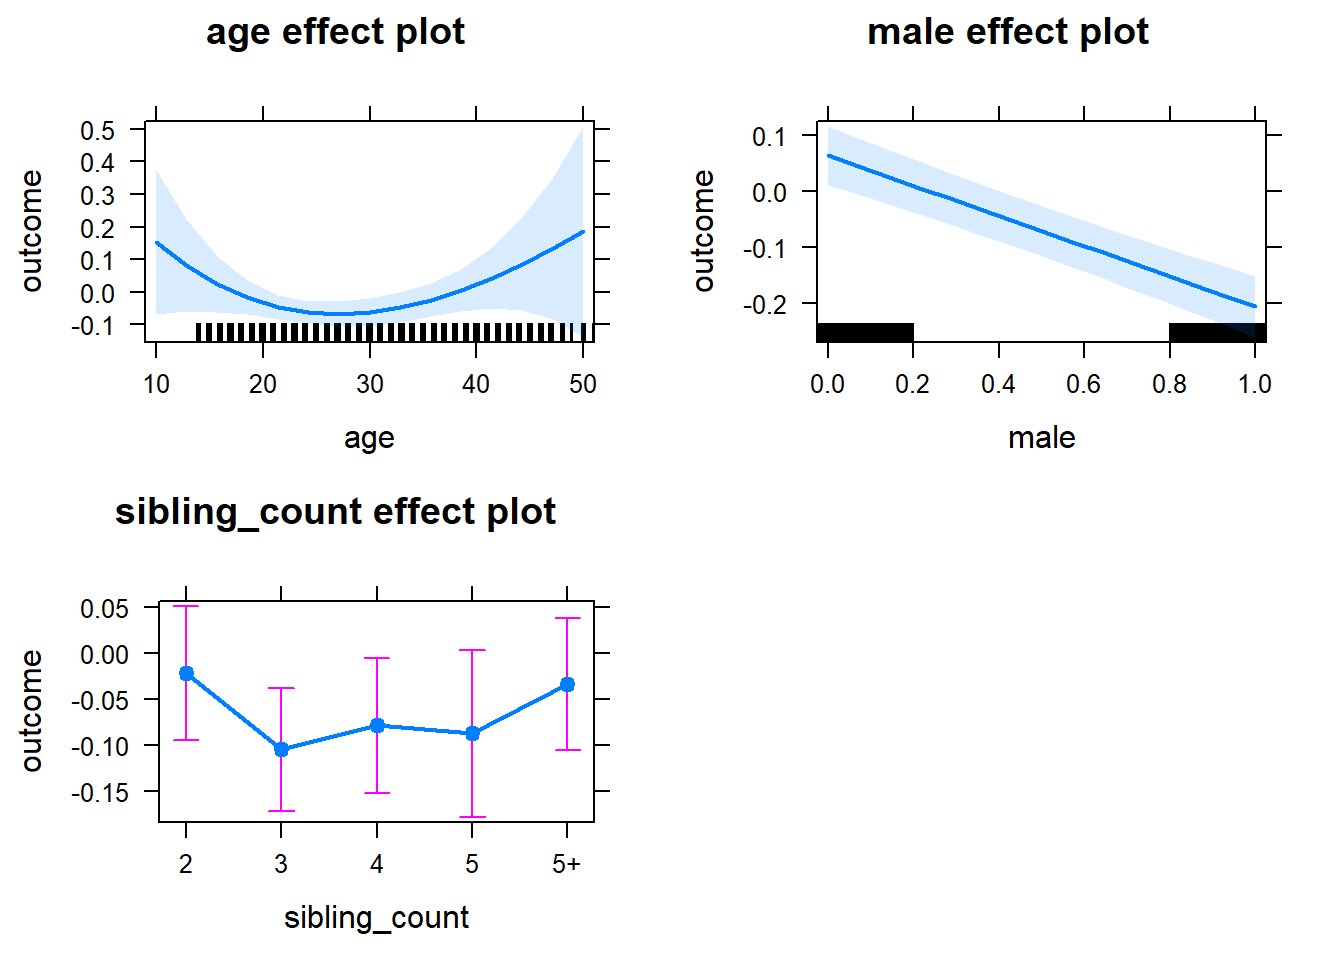 age effect plot
outcome
0.5
0.4
0.3
0.2
0.1
0.0
-0.1
10 20 30 40 50
age
male effect plot
outcome
0.1
0.0
-0.1
-0.2
0.0 0.2 0.4 0.6 0.8 1.0
male
sibling_count effect plot
outcome
0.05
0.00
-0.05
-0.10
-0.15
2 3 4 5 5+
sibling_count